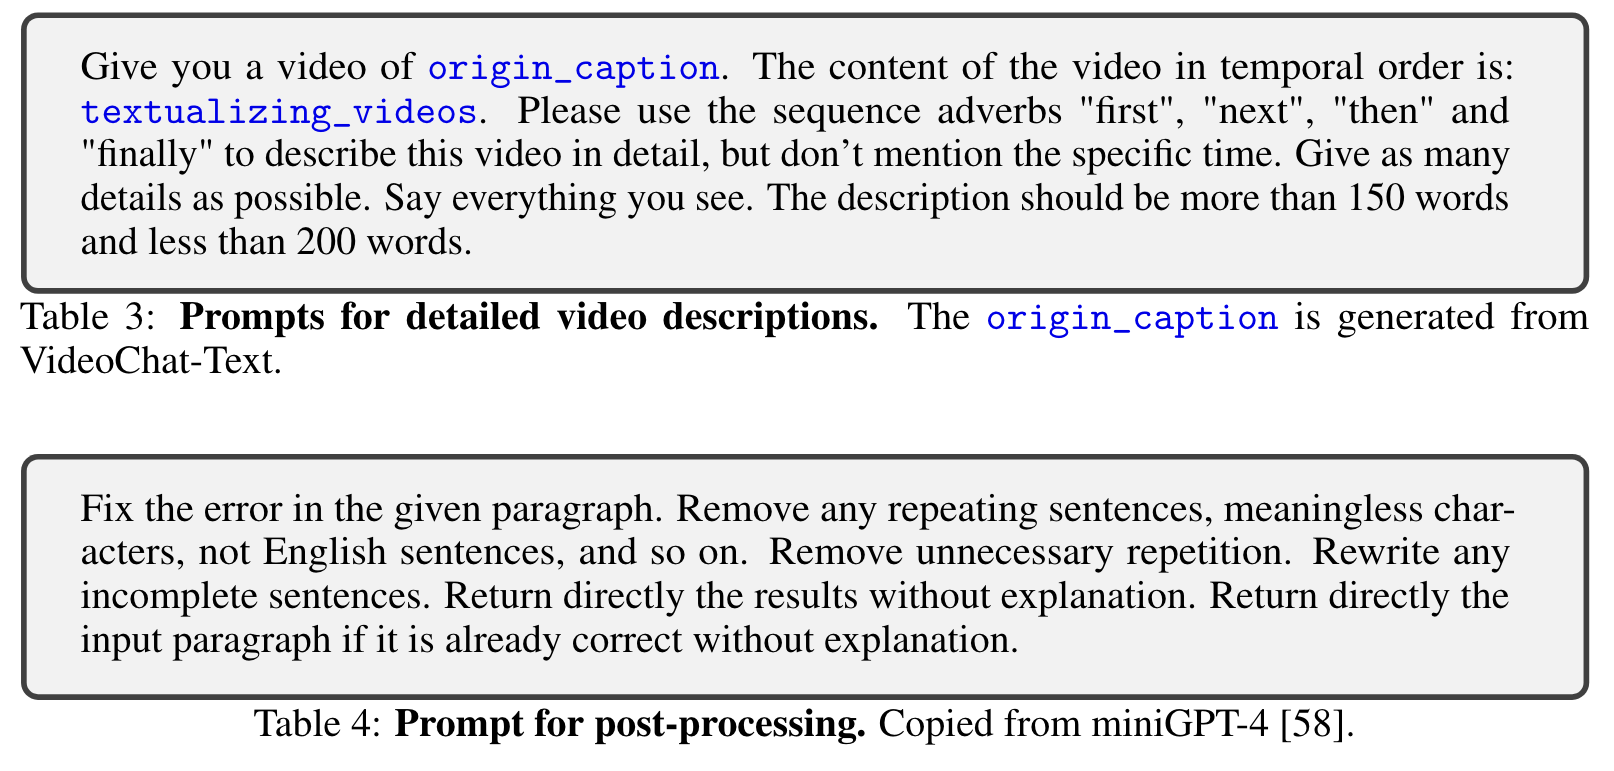 Give you a video of origin_caption. The content of the video in temporal order is:
textualizing_videos. Please use the sequence adverbs "first", "next", "then" and
"finally" to describe this video in detail, but don't mention the specific time. Give as many
details as possible. Say everything you see. The description should be more than 150 words
and less than 200 words.
Table 3: Prompts for detailed video descriptions. The origin_caption is generated from
VideoChat-Text.
Fix the error in the given paragraph. Remove any repeating sentences, meaningless char-
acters, not English sentences, and so on. Remove unnecessary repetition. Rewrite any
incomplete sentences. Return directly the results without explanation. Return directly the
input paragraph if it is already correct without explanation.
Table 4: Prompt for post-processing. Copied from miniGPT-4 [58].